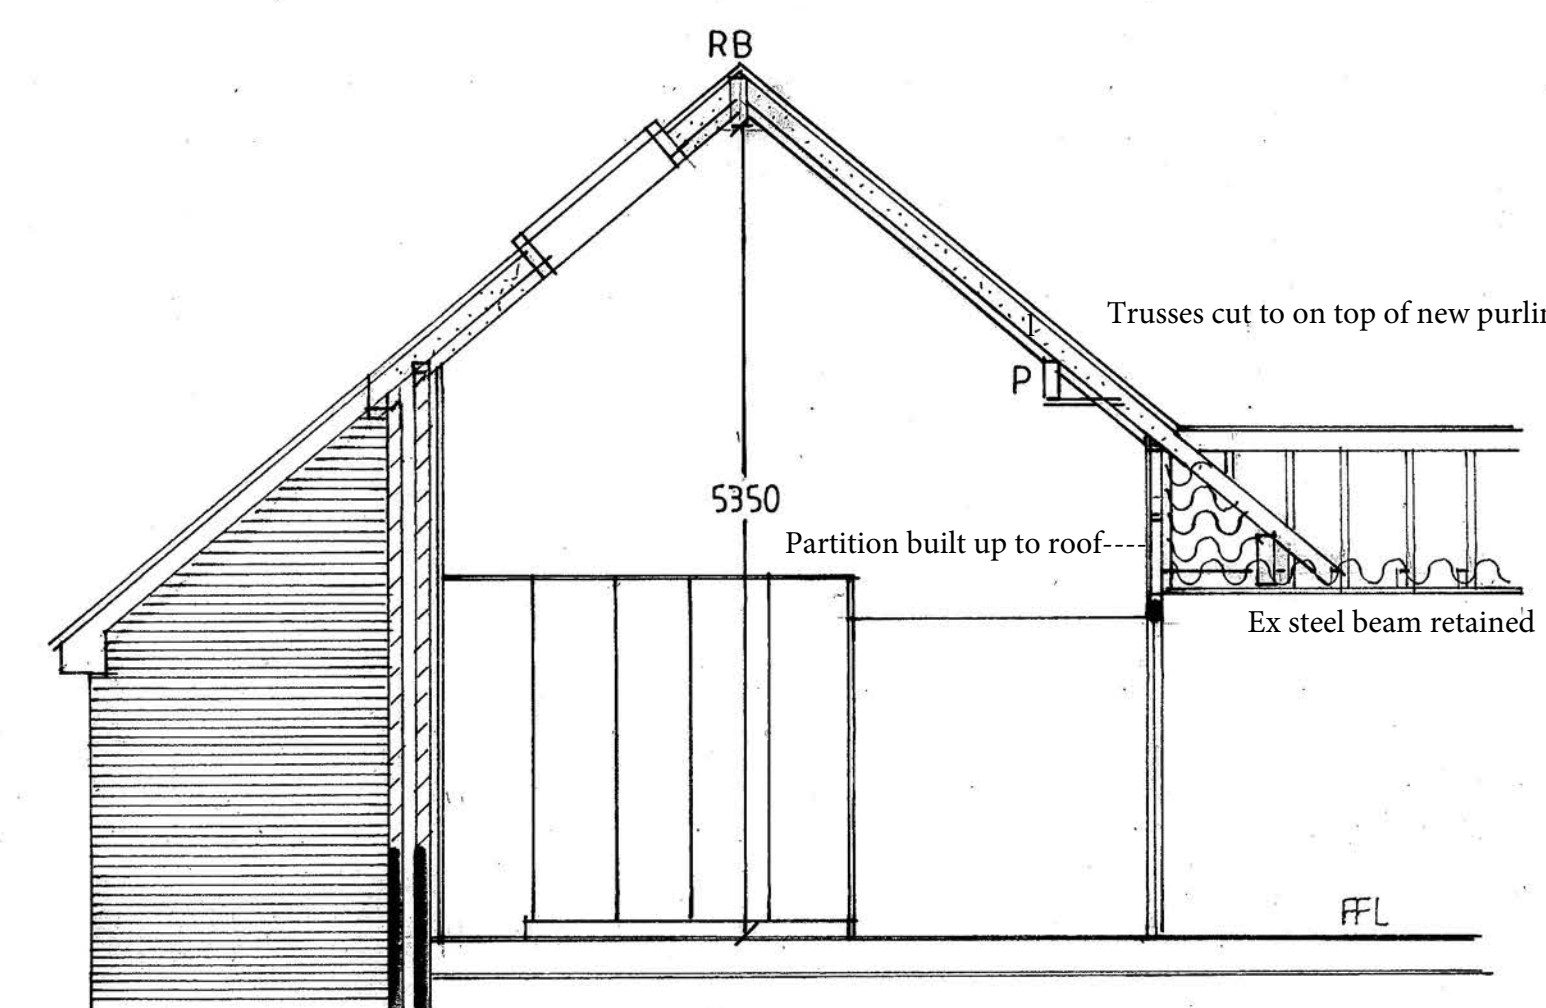 RB
Trusses cut to on top of new purlin
P
5350
Partition built up to roof----
Ex steel beam retained
FFL